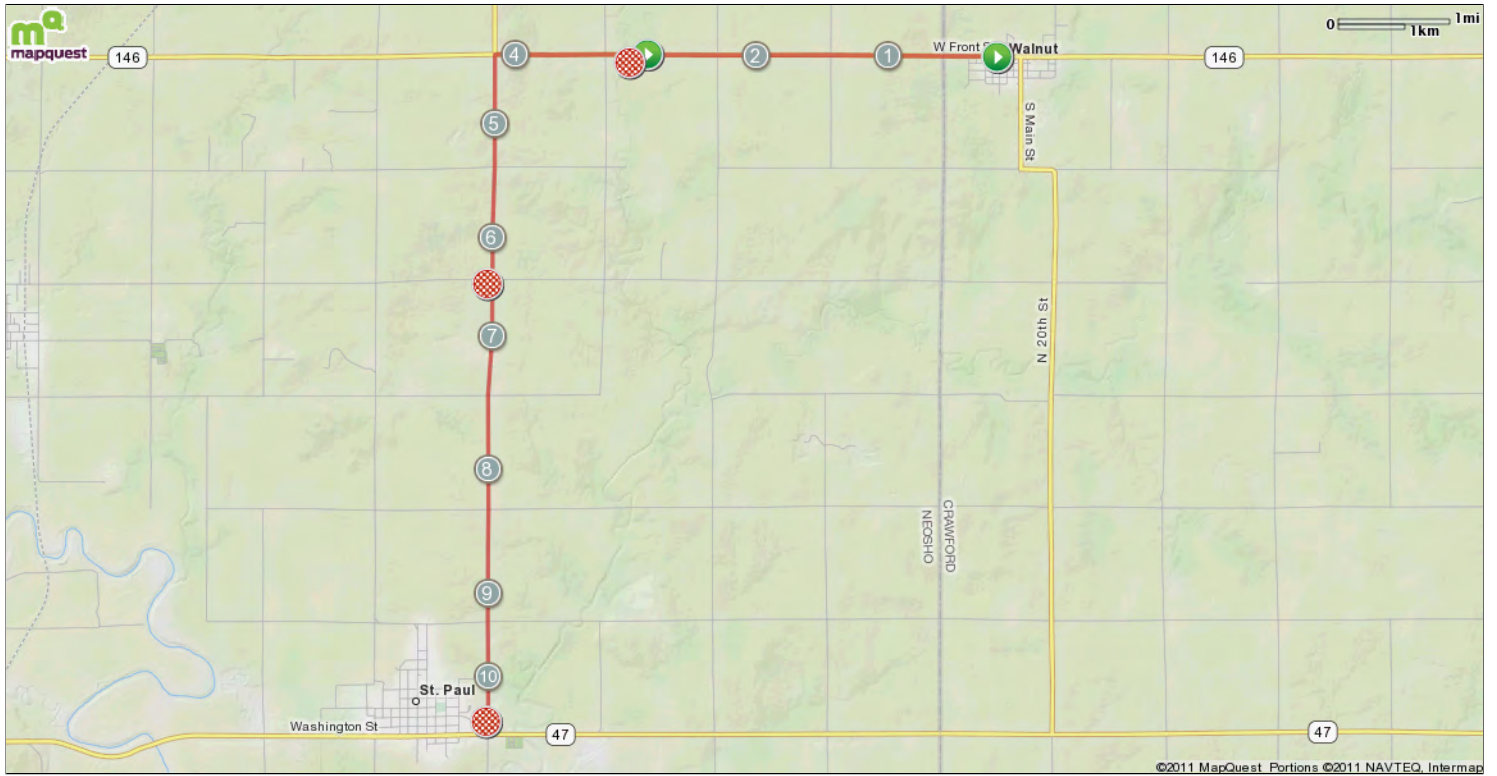 mq
mapquest
146
4
2
1
W Front S
Walnut
146
0
1mi
1km
5
S Main St
6
7
N 20th St
8
CRAWFORD
NEOSHO
9
10
St. Paul
Washington St
47
47
©2011 MapQuest Portions ©2011 NAVTEQ, Intermap